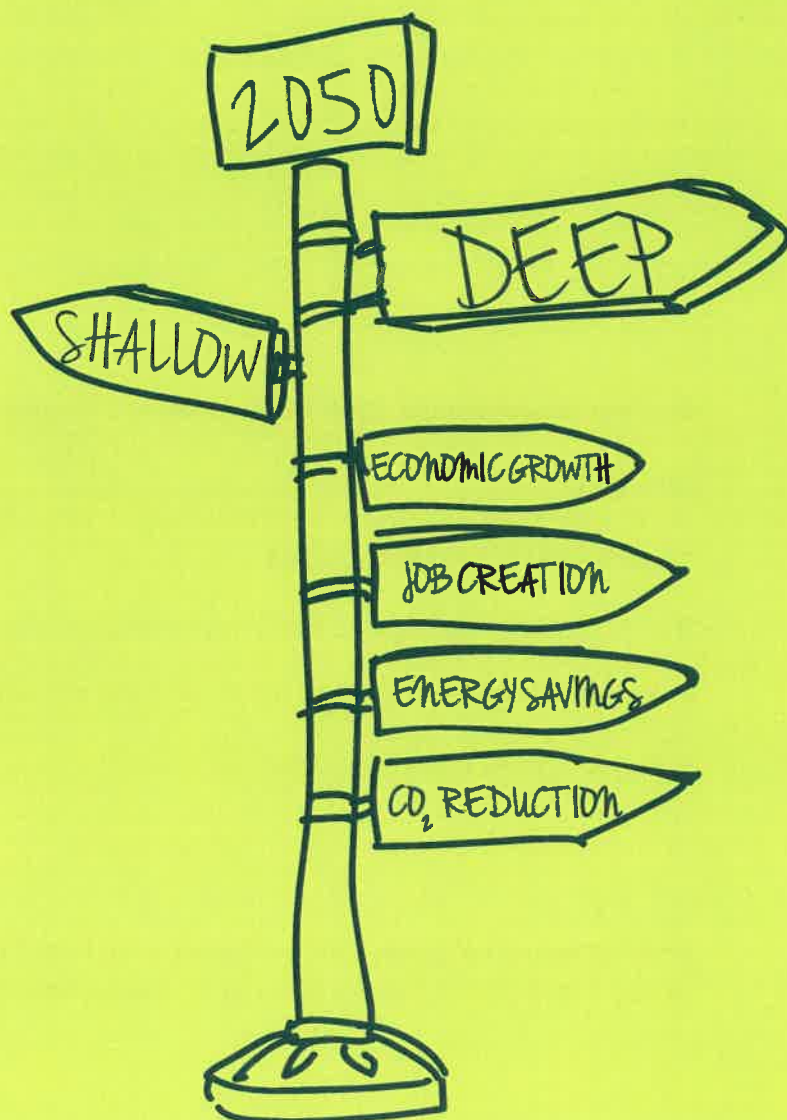 2050
DEEP
SHALLOW
ECONOMIC GROWTH
JOB CREATION
ENERGY SAVINGS
CO₂ REDUCTION